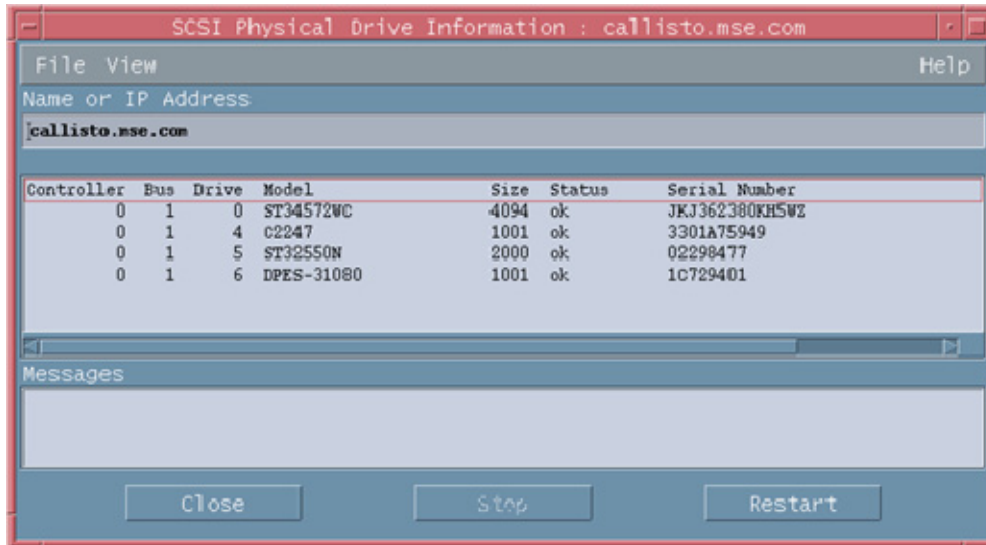 SCSI Physical Drive Information : callisto.mse.com
File View Help
Name or IP Address:
callisto.mse.com
Controller Bus Drive Model Size Status Serial Number
0 1 0 ST34572WC 4094 ok JKJ362380KH5WZ
0 1 4 C2247 1001 ok 3301A75949
0 1 5 ST32550N 2000 ok 02298477
0 1 6 DPES-31080 1001 ok 1C729401
Messages
Close Stop Restart